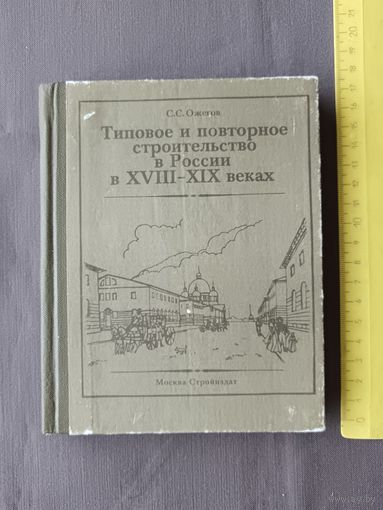 С.С. Ожегов
Типовое и повторное
строительство
в России
в XVIII–XIX веках
Москва Стройиздат